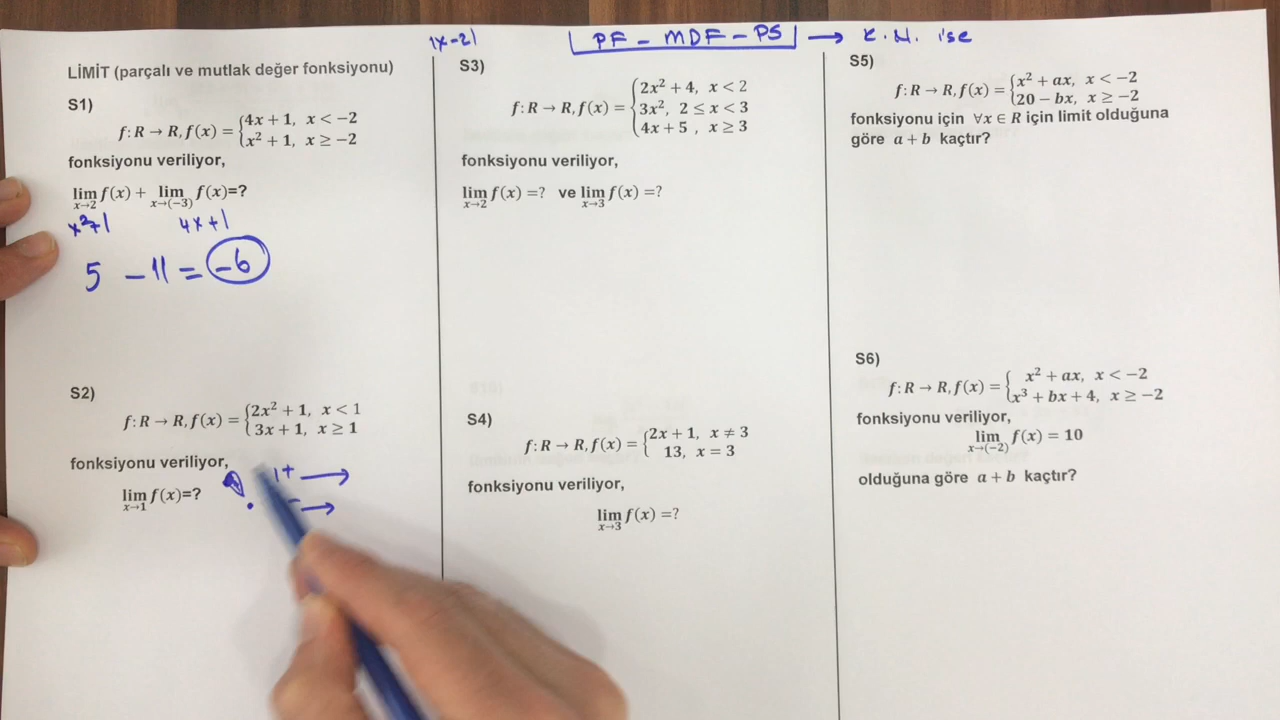 |x-2|
PF - MDF - PS → K.N. ise
LİMİT (parçalı ve mutlak değer fonksiyonu)
S1)
f: R → R, f(x) = {4x + 1, x < -2
x² + 1, x ≥ -2
fonksiyonu veriliyor,
lim x→2 f(x) + lim x→(-3) f(x)=?
x²+1 4x+1
5 - 11 = -6
S2)
f: R → R, f(x) = {2x² + 1, x < 1
3x + 1, x ≥ 1
fonksiyonu veriliyor,
lim x→1 f(x)=?
1+ →
- →
S3)
f: R → R, f(x) = {2x² + 4, x < 2
3x², 2 ≤ x < 3
4x + 5 , x ≥ 3
fonksiyonu veriliyor,
lim x→2 f(x) =? ve lim x→3 f(x) =?
S4)
f: R → R, f(x) = {2x + 1, x ≠ 3
13, x = 3
fonksiyonu veriliyor,
lim x→3 f(x) =?
S5)
f: R → R, f(x) = {x² + ax, x < -2
20 - bx, x ≥ -2
fonksiyonu için ∀x ∈ R için limit olduğuna
göre a + b kaçtır?
S6)
f: R → R, f(x) = { x² + ax, x < -2
x³ + bx + 4, x ≥ -2
fonksiyonu veriliyor,
lim x→(-2) f(x) = 10
olduğuna göre a + b kaçtır?